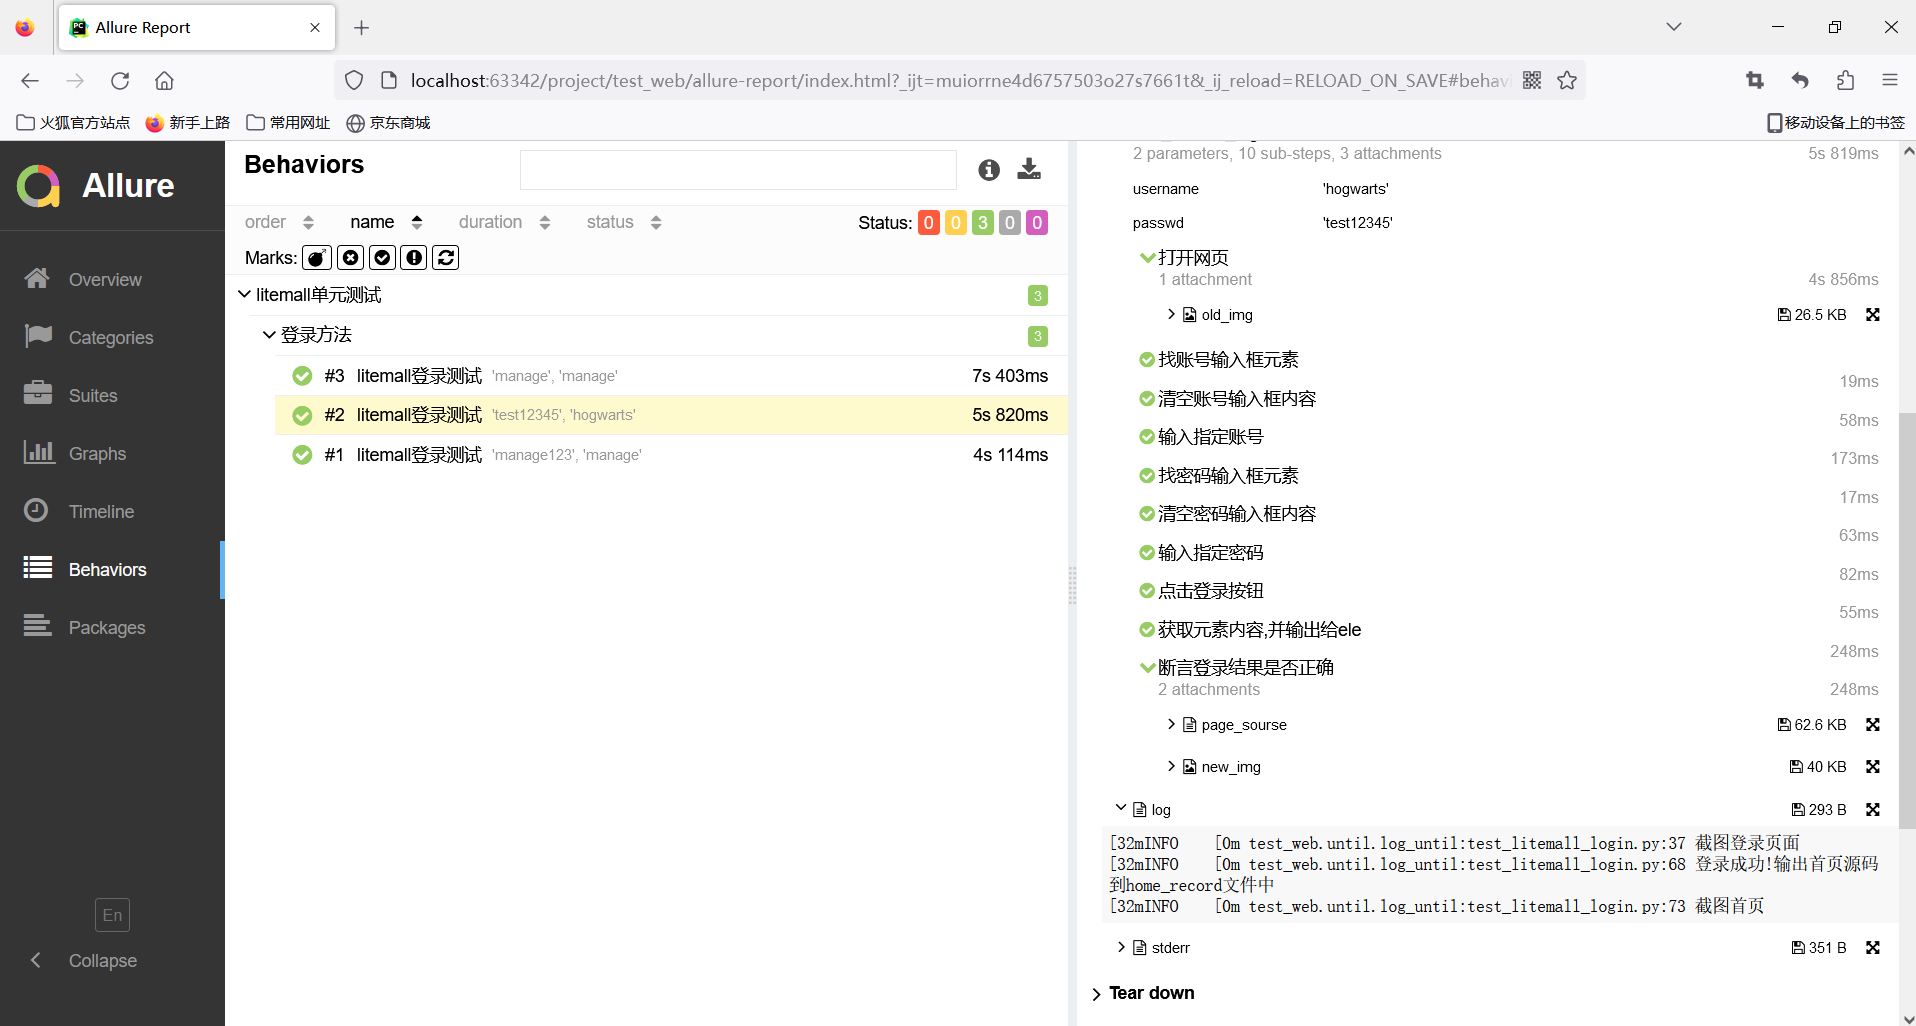 Allure Report
localhost:63342/project/test_web/allure-report/index.html?_ijt=muiorrne4d6757503o27s7661t&_ij_reload=RELOAD_ON_SAVE#behavi
火狐官方站点 新手上路 常用网址 京东商城 移动设备上的书签
Allure
Overview
Categories
Suites
Graphs
Timeline
Behaviors
Packages
En
Collapse
Behaviors
order name duration status Status: 0 0 3 0 0
Marks:
litemall单元测试 3
登录方法 3
#3 litemall登录测试 'manage', 'manage' 7s 403ms
#2 litemall登录测试 'test12345', 'hogwarts' 5s 820ms
#1 litemall登录测试 'manage123', 'manage' 4s 114ms
2 parameters, 10 sub-steps, 3 attachments 5s 819ms
username 'hogwarts'
passwd 'test12345'
打开网页
1 attachment 4s 856ms
old_img 26.5 KB
找账号输入框元素
19ms
清空账号输入框内容
58ms
输入指定账号
173ms
找密码输入框元素
17ms
清空密码输入框内容
63ms
输入指定密码
82ms
点击登录按钮
55ms
获取元素内容,并输出给ele
248ms
断言登录结果是否正确
2 attachments 248ms
page_sourse 62.6 KB
new_img 40 KB
log 293 B
[32mINFO [0m test_web.until.log_until:test_litemall_login.py:37 截图登录页面
[32mINFO [0m test_web.until.log_until:test_litemall_login.py:68 登录成功!输出首页源码
到home_record文件中
[32mINFO [0m test_web.until.log_until:test_litemall_login.py:73 截图首页
stderr 351 B
Tear down